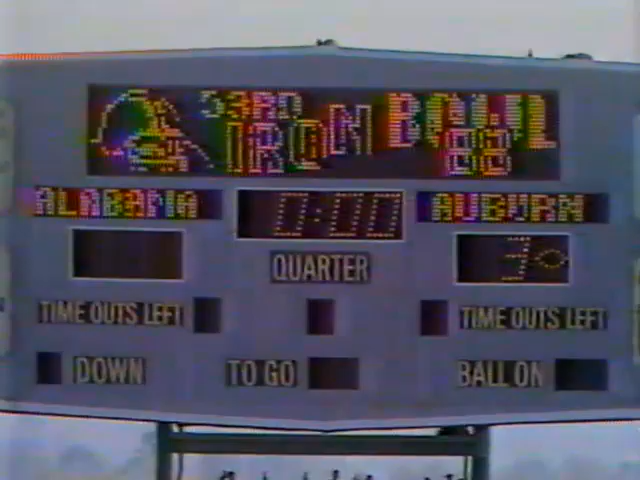 53RD
IRON BOWL
88'
ALABAMA 0:00 AUBURN
3°
QUARTER
TIME OUTS LEFT TIME OUTS LEFT
DOWN TO GO BALL ON